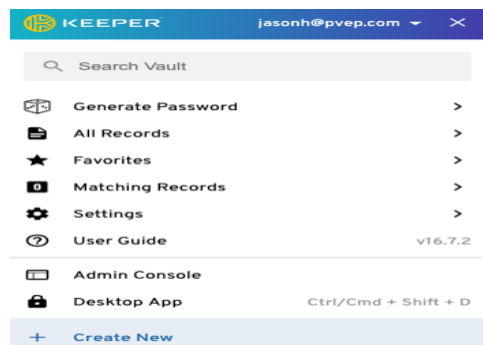 KEEPER jasonh@pvep.com
Search Vault
Generate Password >
All Records >
Favorites >
0 Matching Records >
Settings >
? User Guide v16.7.2
Admin Console
Desktop App Ctrl/Cmd + Shift + D
+ Create New